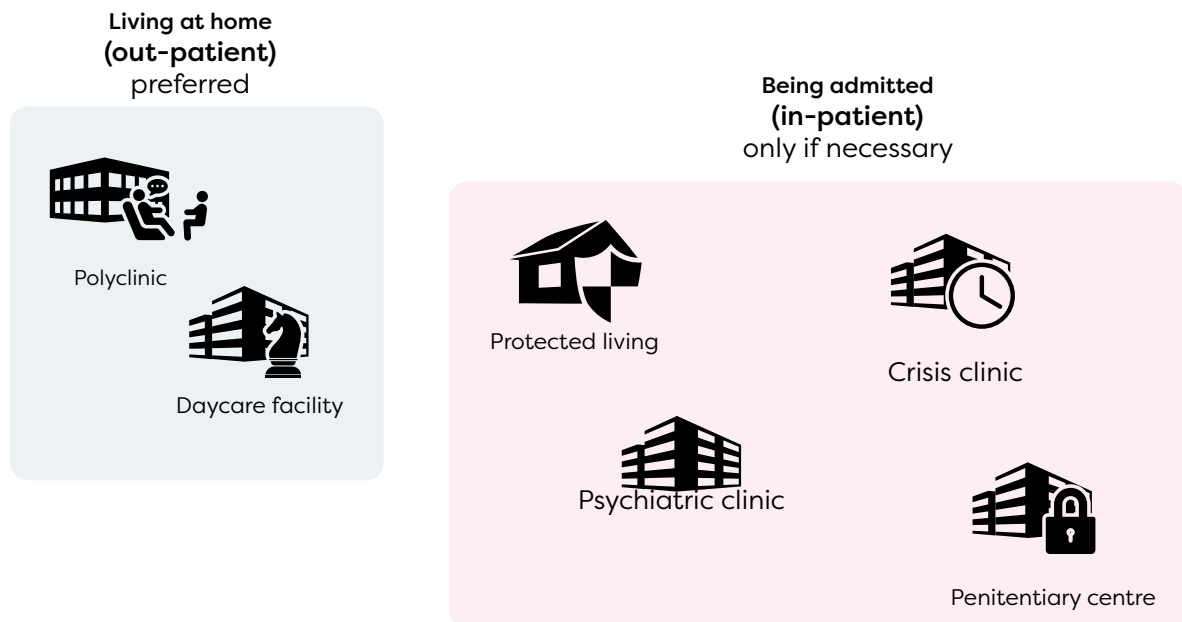 Living at home
(out-patient)
preferred
Polyclinic
Daycare facility
Being admitted
(in-patient)
only if necessary
Protected living
Crisis clinic
Psychiatric clinic
Penitentiary centre